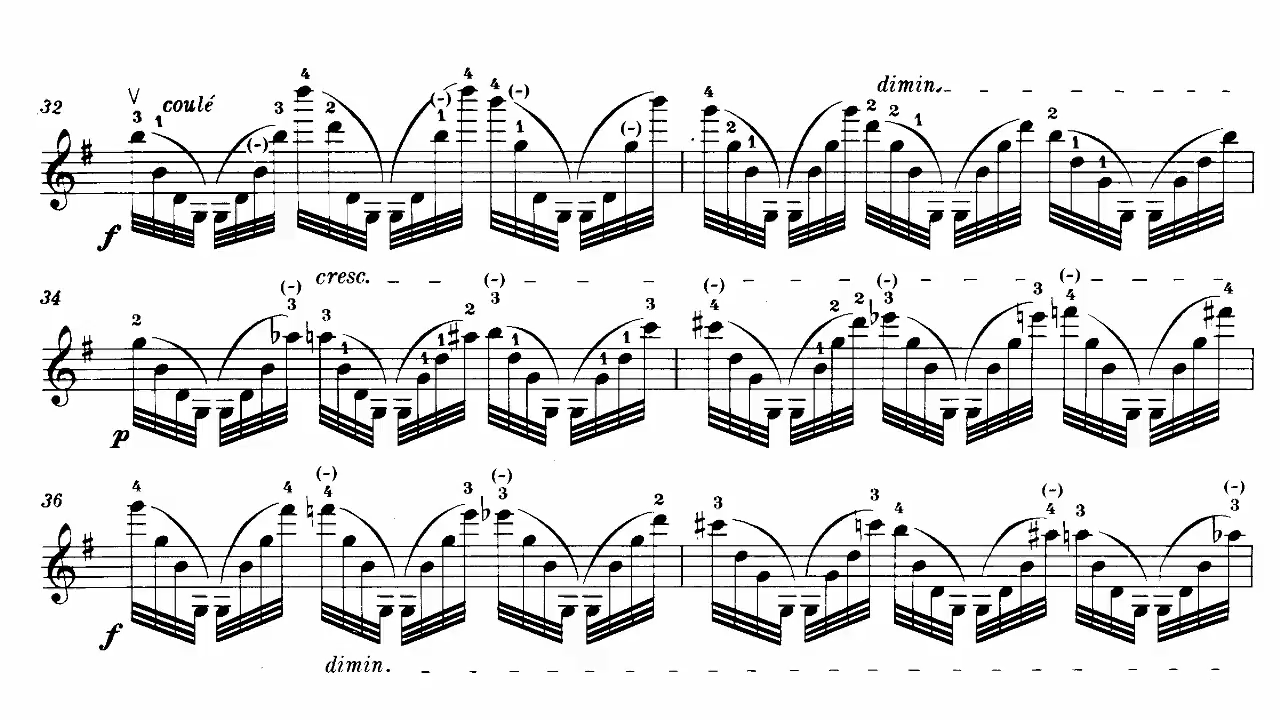 32 coulé dimin.
f
34 cresc.
p
36
f
dimin.